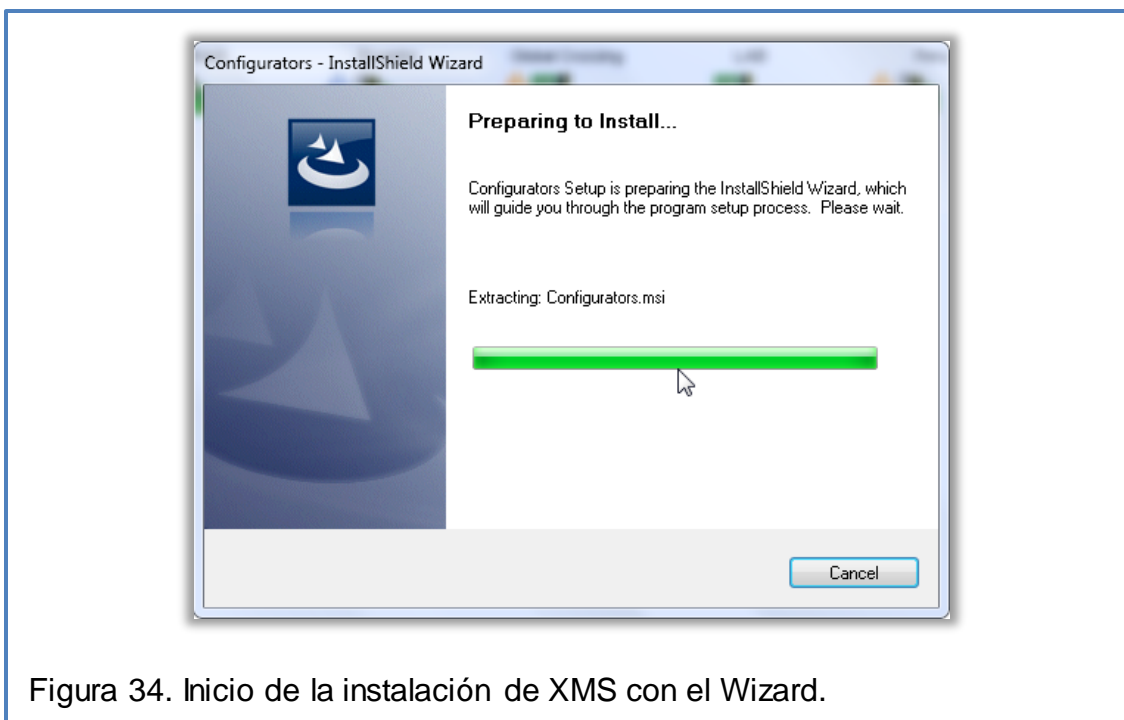 Configurators - InstallShield Wizard
Preparing to Install...
Configurators Setup is preparing the InstallShield Wizard, which
will guide you through the program setup process.  Please wait.
Extracting: Configurators.msi
Cancel
Figura 34. Inicio de la instalación de XMS con el Wizard.